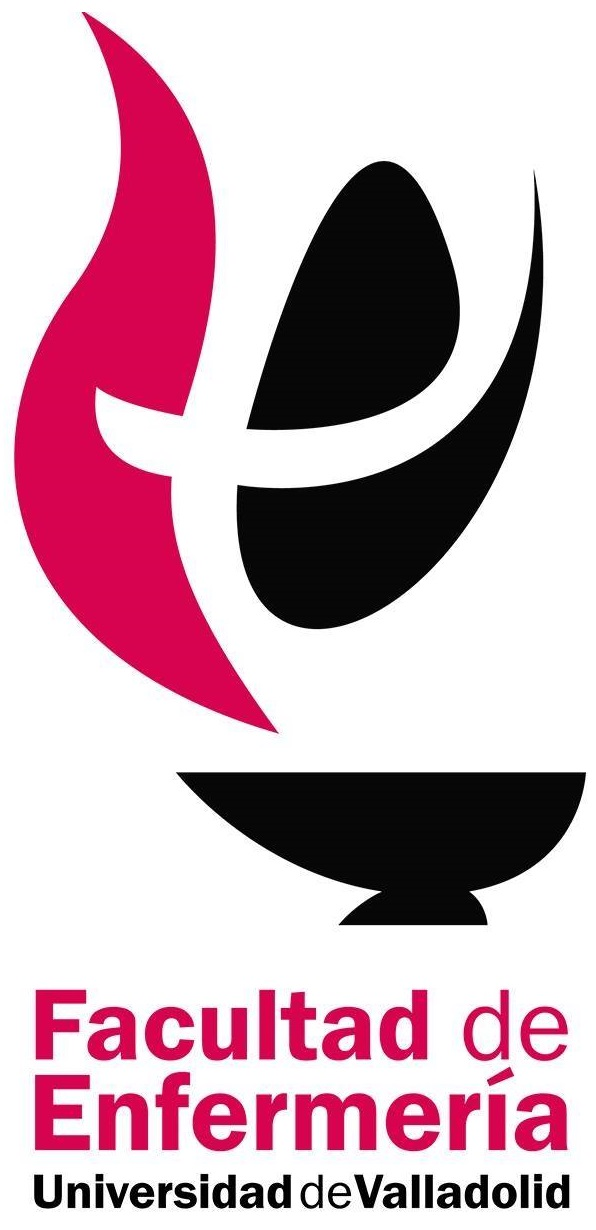 Facultad de
Enfermería
Universidad de Valladolid